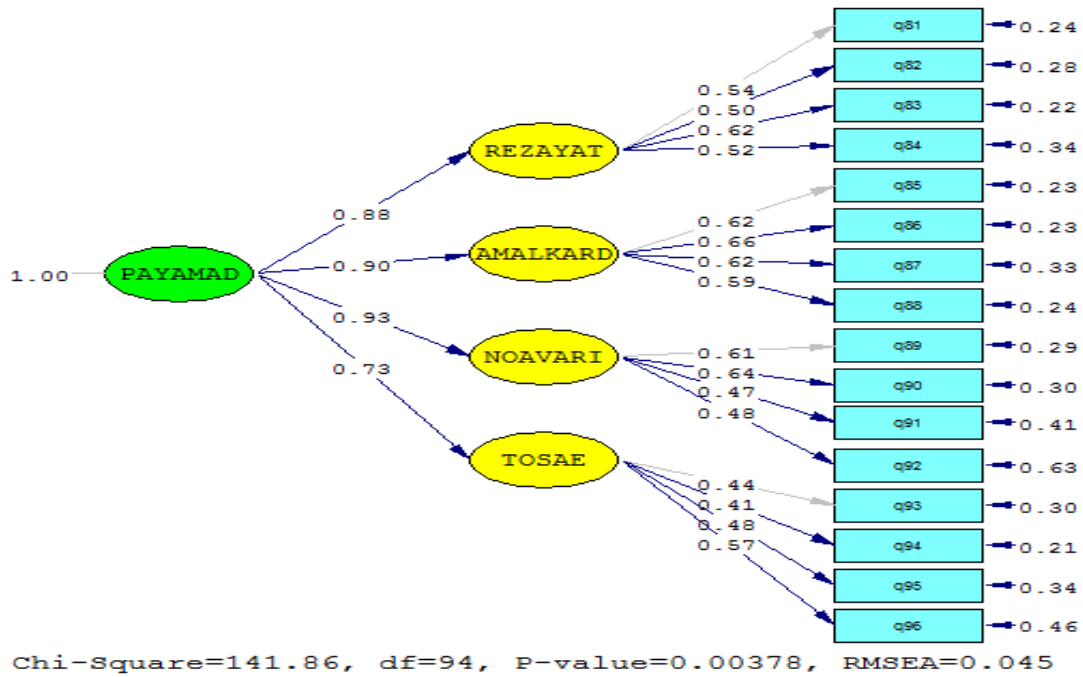 q81 0.24
q82 0.28
0.54
0.50
q83 0.22
0.62
REZAYAT 0.52 q84 0.34
q85 0.23
0.88 0.62
q86 0.23
0.66
AMALKARD 0.62 q87 0.33
1.00 PAYAMAD 0.90
0.59
q88 0.24
0.93
0.61 q89 0.29
NOAVARI 0.64
0.73 0.47 q90 0.30
0.48 q91 0.41
TOSAE q92 0.63
0.44
0.41 q93 0.30
0.48
0.57 q94 0.21
q95 0.34
q96 0.46
Chi-Square=141.86, df=94, P-value=0.00378, RMSEA=0.045